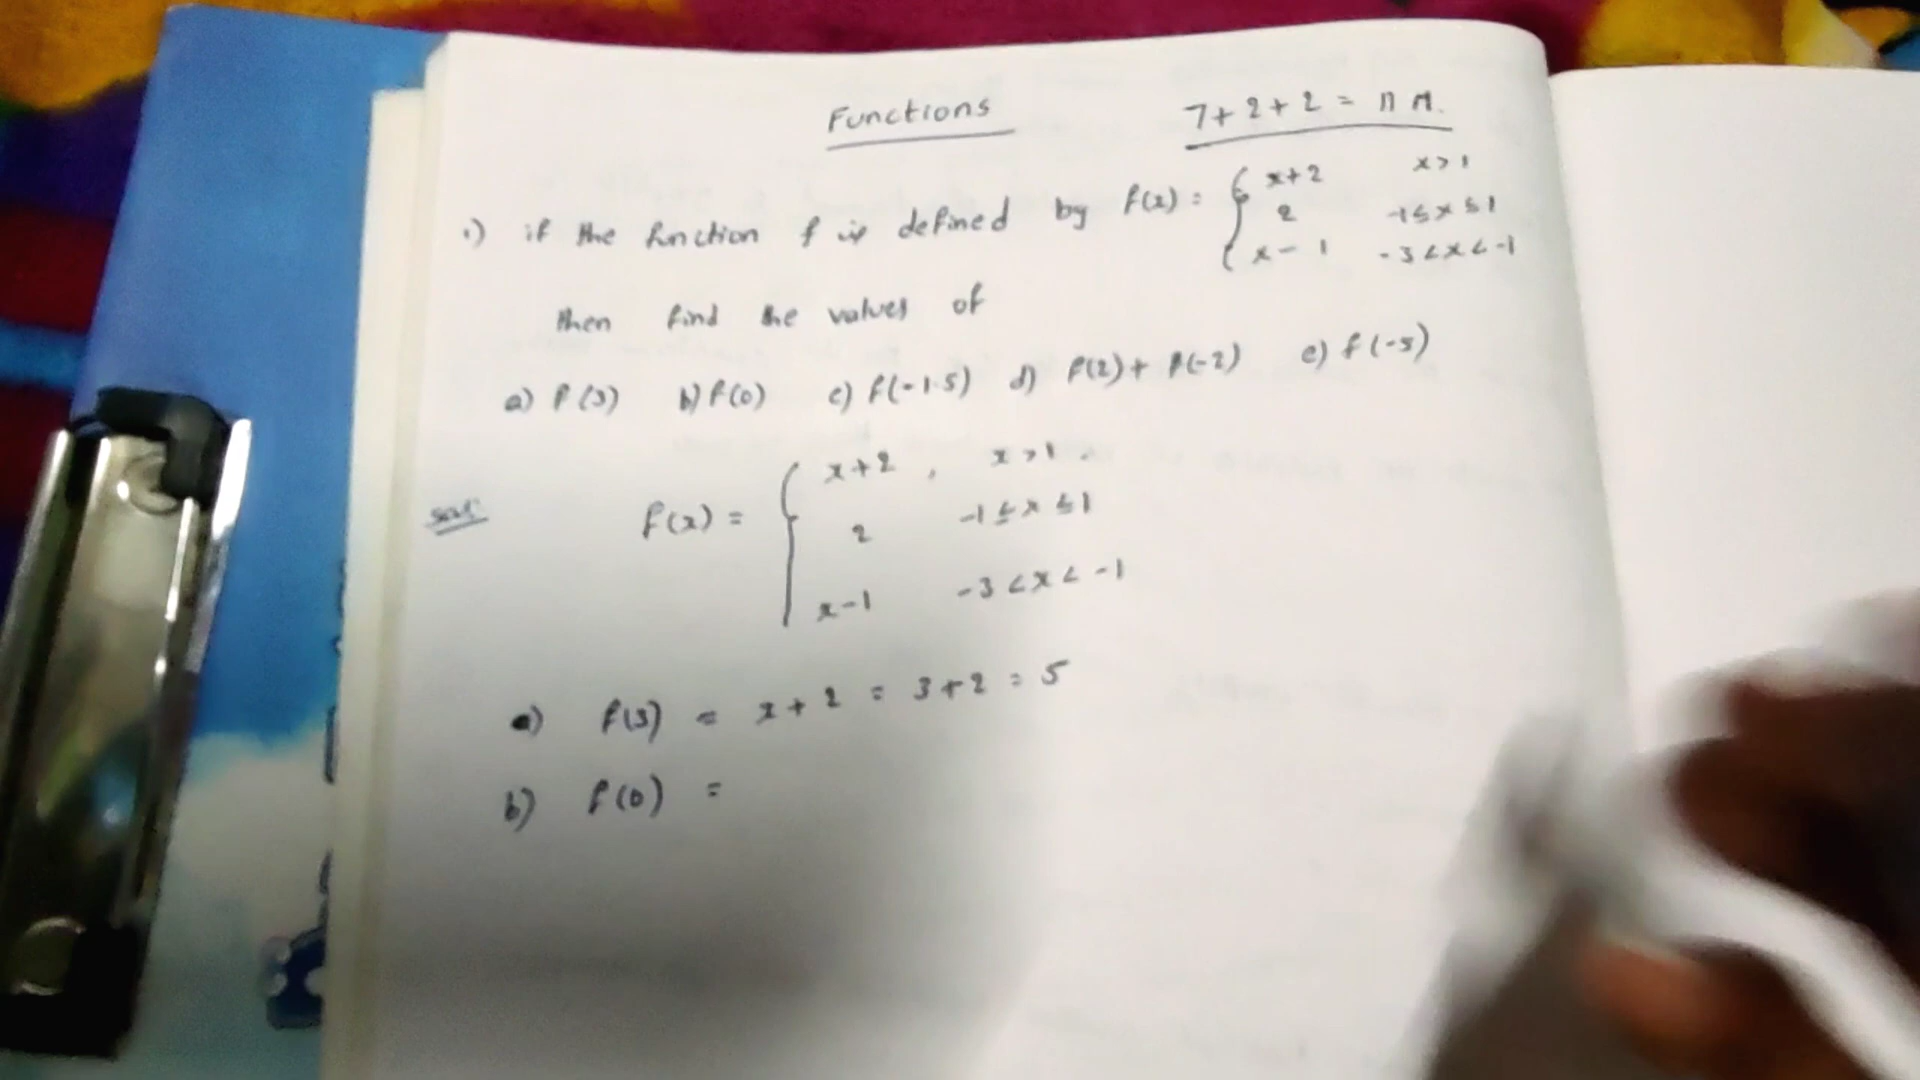 Functions 7+2+2 = 11 M.
1) if the function f is defined by f(x) = { x+2 x>1
2 -1≤x≤1
x-1 -3<x<-1
then find the values of
a) f(3) b) f(0) c) f(-1.5) d) f(2)+ f(-2) e) f(-5)
Sol: f(x) = { x+2, x>1.
2 -1≤x≤1
x-1 -3<x<-1
a) f(3) = x+2 = 3+2 = 5
b) f(0) =